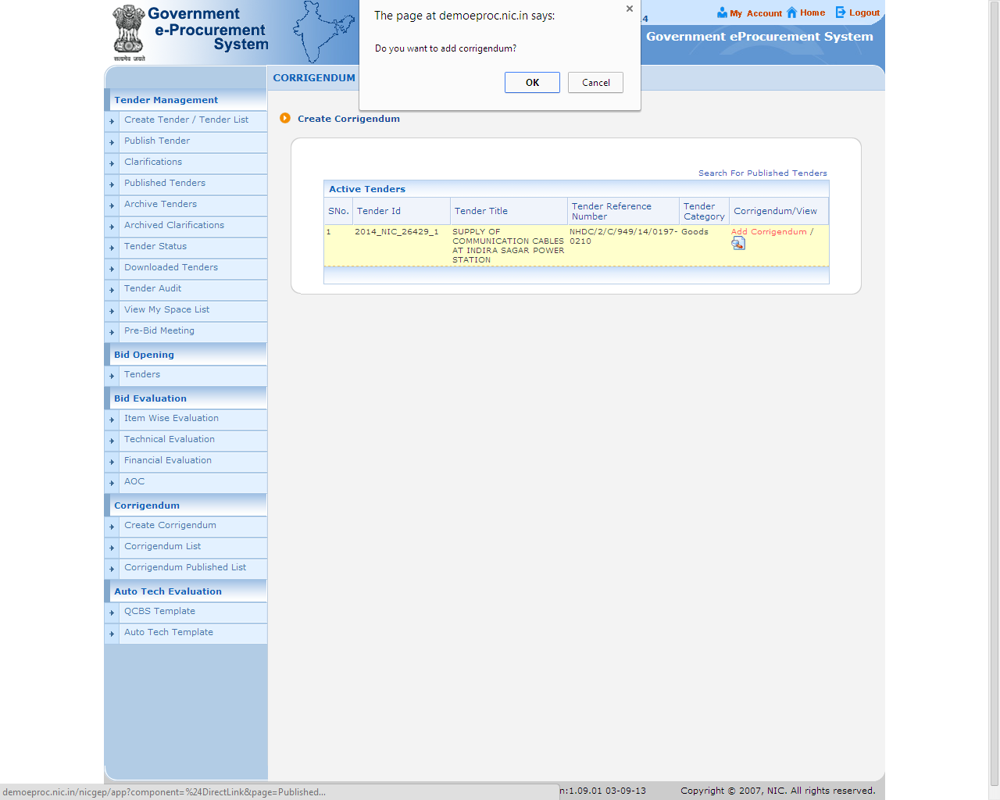 Government
e-Procurement
System
सत्यमेव जयते
The page at demoeproc.nic.in says:
Do you want to add corrigendum?
OK
Cancel
4
My Account
Home
Logout
Government eProcurement System
CORRIGENDUM
Tender Management
Create Tender / Tender List
Publish Tender
Clarifications
Published Tenders
Archive Tenders
Archived Clarifications
Tender Status
Downloaded Tenders
Tender Audit
View My Space List
Pre-Bid Meeting
Bid Opening
Tenders
Bid Evaluation
Item Wise Evaluation
Technical Evaluation
Financial Evaluation
AOC
Corrigendum
Create Corrigendum
Corrigendum List
Corrigendum Published List
Auto Tech Evaluation
QCBS Template
Auto Tech Template
Create Corrigendum
Search For Published Tenders
Active Tenders
SNo. Tender Id Tender Title Tender Reference Number Tender Category Corrigendum/View
1 2014_NIC_26429_1 SUPPLY OF NHDC/2/C/949/14/0197- Goods Add Corrigendum /
COMMUNICATION CABLES 0210
AT INDIRA SAGAR POWER
STATION
demoeproc.nic.in/nicgep/app?component=%24DirectLink&page=Published...
n:1.09.01 03-09-13
Copyright © 2007, NIC. All rights reserved.